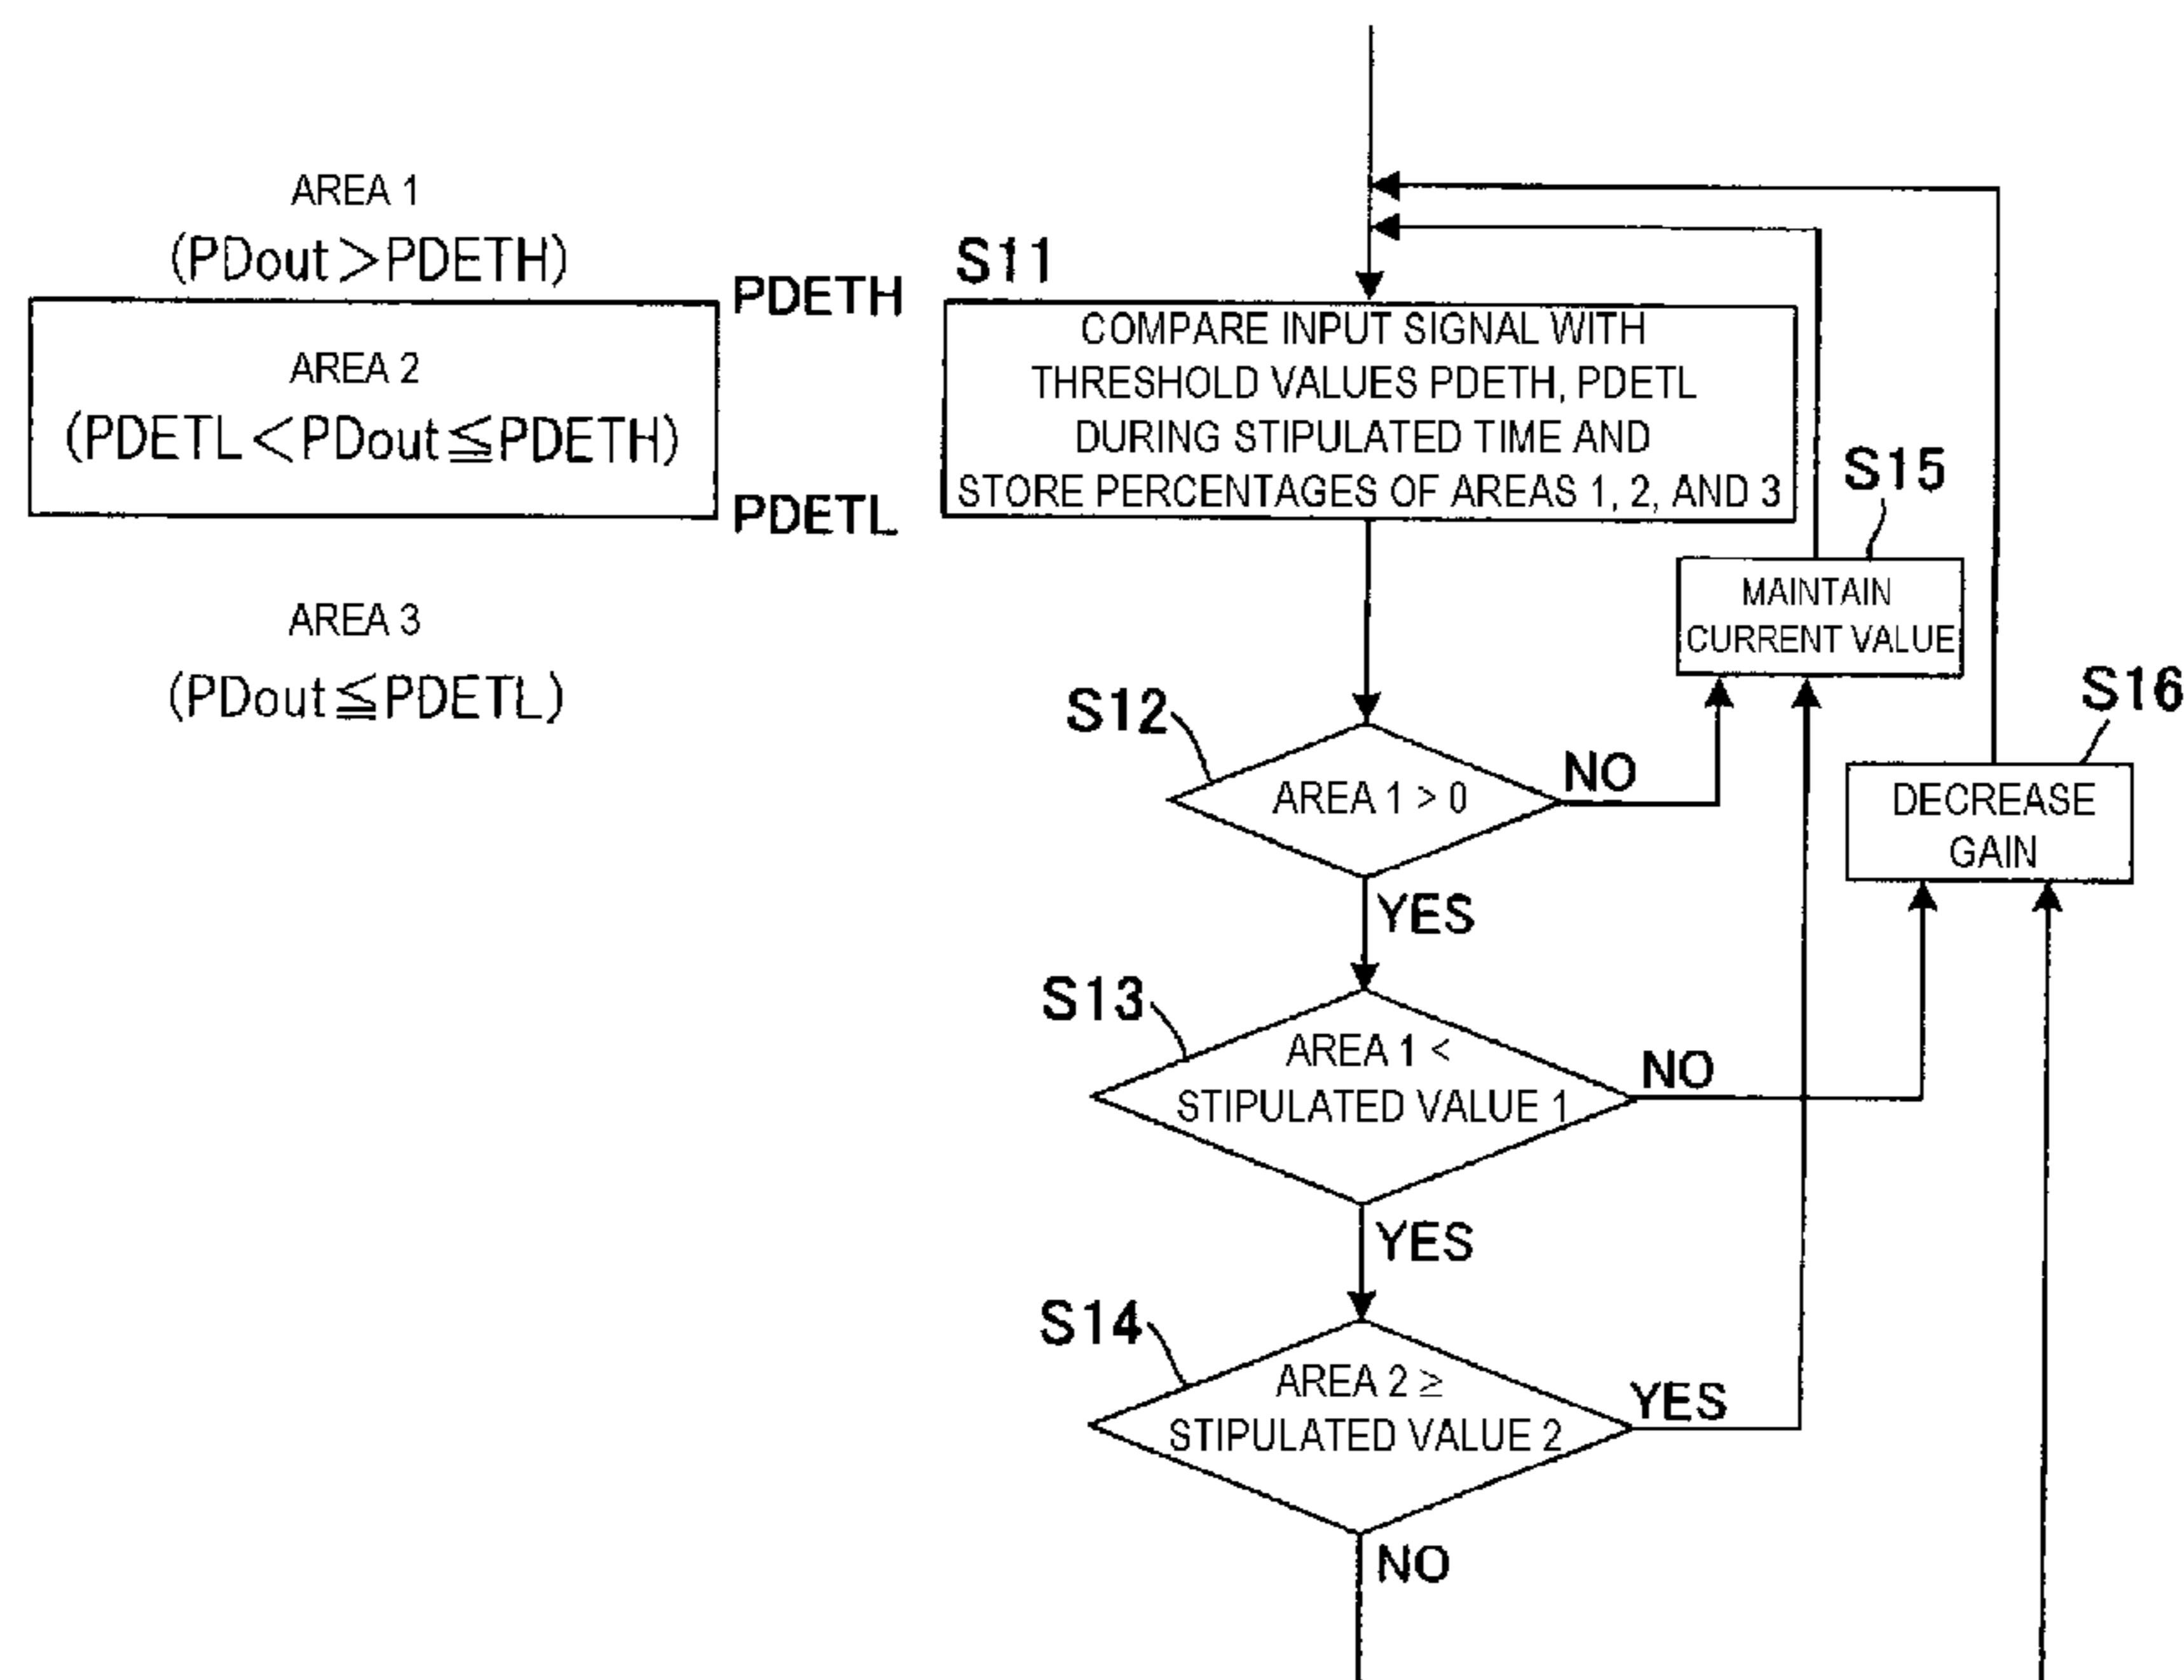 AREA 1
(PDout>PDETH)
PDETH
AREA 2
(PDETL<PDout≦PDETH)
PDETL
AREA 3
(PDout≦PDETL)
S11
COMPARE INPUT SIGNAL WITH
THRESHOLD VALUES PDETH, PDETL
DURING STIPULATED TIME AND
STORE PERCENTAGES OF AREAS 1, 2, AND 3
S15
MAINTAIN
CURRENT VALUE
S12
AREA 1 > 0
NO
YES
S16
DECREASE
GAIN
S13
AREA 1 <
STIPULATED VALUE 1
NO
YES
S14
AREA 2 ≥
STIPULATED VALUE 2
YES
NO